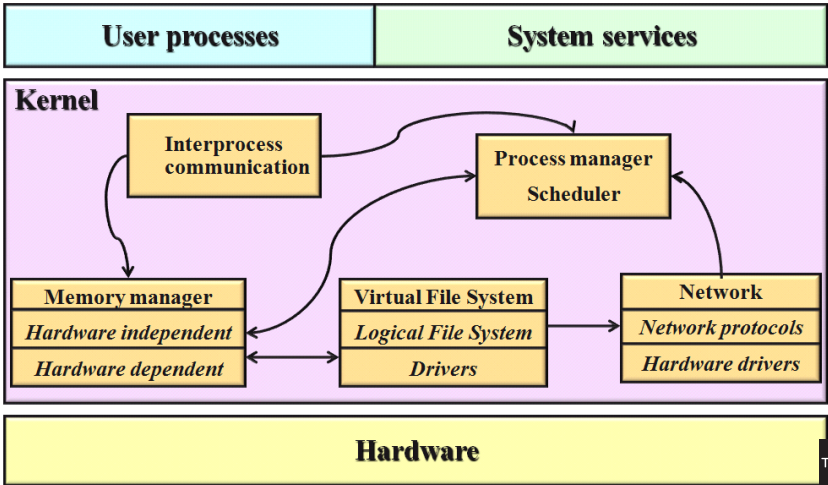 User processes
System services
Kernel
Interprocess
communication
Process manager
Scheduler
Memory manager
Hardware independent
Hardware dependent
Virtual File System
Logical File System
Drivers
Network
Network protocols
Hardware drivers
Hardware
T